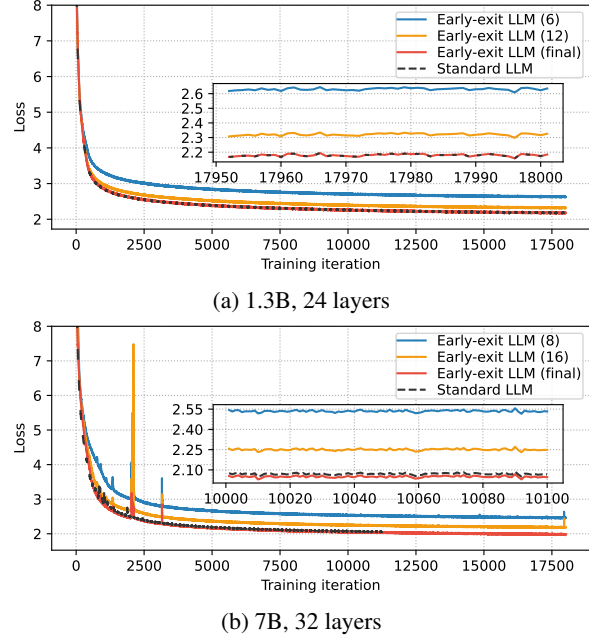 8
7
6
5
4
3
2
Loss
Early-exit LLM (6)
Early-exit LLM (12)
Early-exit LLM (final)
Standard LLM
2.6
2.5
2.4
2.3
2.2
17950 17960 17970 17980 17990 18000
0 2500 5000 7500 10000 12500 15000 17500
Training iteration
(a) 1.3B, 24 layers
8
7
6
5
4
3
2
Loss
Early-exit LLM (8)
Early-exit LLM (16)
Early-exit LLM (final)
Standard LLM
2.55
2.40
2.25
2.10
10000 10020 10040 10060 10080 10100
0 2500 5000 7500 10000 12500 15000 17500
Training iteration
(b) 7B, 32 layers